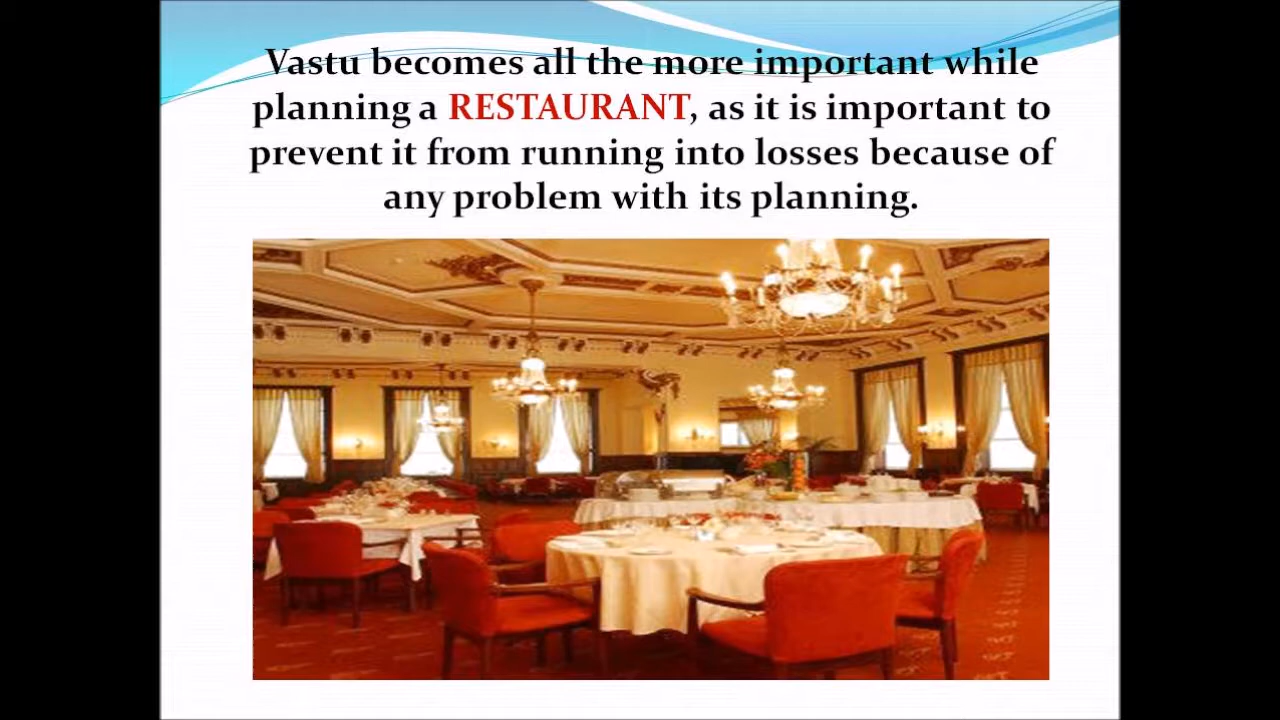 Vastu becomes all the more important while
planning a RESTAURANT, as it is important to
prevent it from running into losses because of
any problem with its planning.